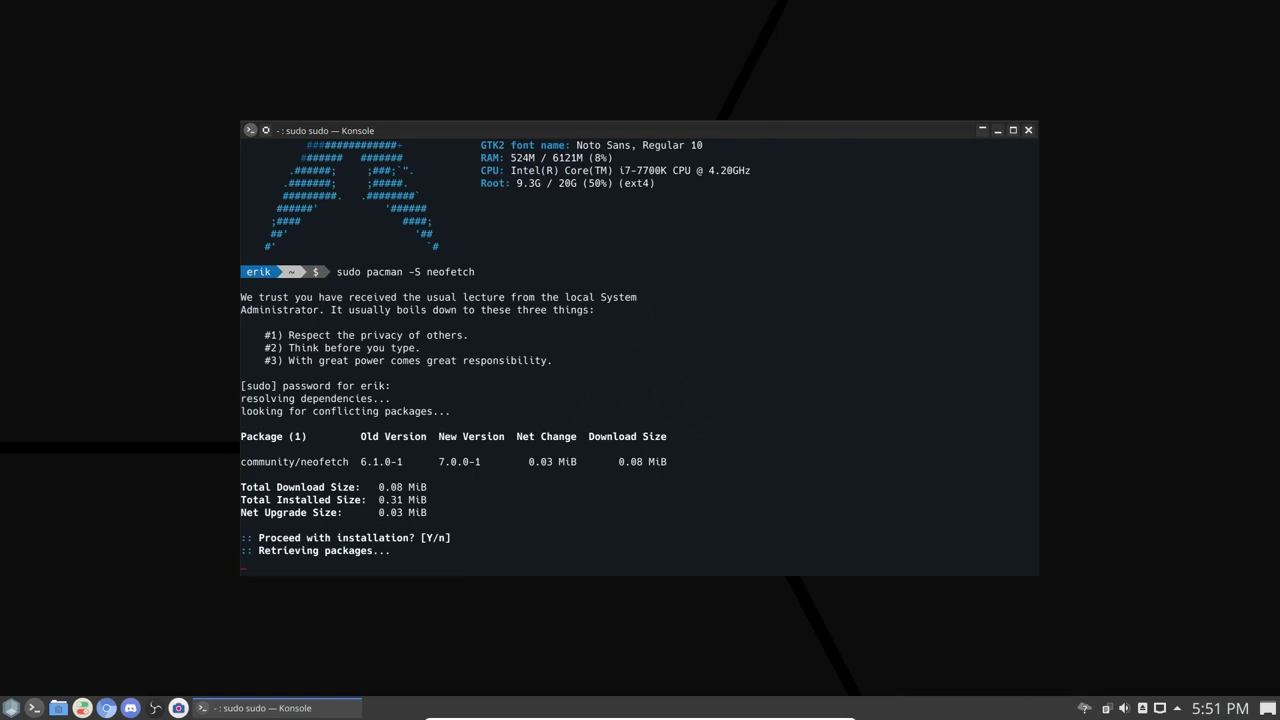 - : sudo sudo — Konsole
###############+ GTK2 font name: Noto Sans, Regular 10
####### ####### RAM: 524M / 6121M (8%)
.######; ;###;`". CPU: Intel(R) Core(TM) i7-7700K CPU @ 4.20GHz
.#######; ;#####. Root: 9.3G / 20G (50%) (ext4)
#########. .########`
######' '######
;#### ####;
##' '##
#' `#
erik ~ $ sudo pacman -S neofetch
We trust you have received the usual lecture from the local System
Administrator. It usually boils down to these three things:
#1) Respect the privacy of others.
#2) Think before you type.
#3) With great power comes great responsibility.
[sudo] password for erik:
resolving dependencies...
looking for conflicting packages...
Package (1) Old Version New Version Net Change Download Size
community/neofetch 6.1.0-1 7.0.0-1 0.03 MiB 0.08 MiB
Total Download Size: 0.08 MiB
Total Installed Size: 0.31 MiB
Net Upgrade Size: 0.03 MiB
:: Proceed with installation? [Y/n]
:: Retrieving packages...
- : sudo sudo — Konsole
5:51 PM